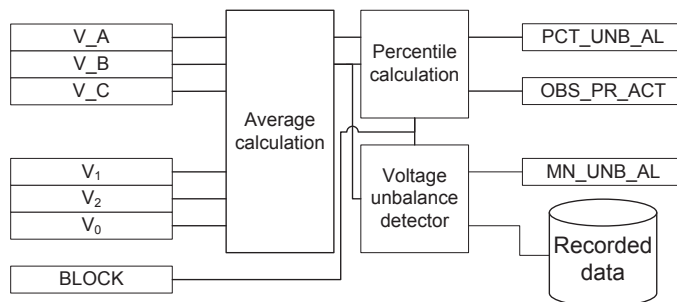 V_A
V_B
V_C
V₁
V₂
V₀
BLOCK
Average
calculation
Percentile
calculation
Voltage
unbalance
detector
PCT_UNB_AL
OBS_PR_ACT
MN_UNB_AL
Recorded
data